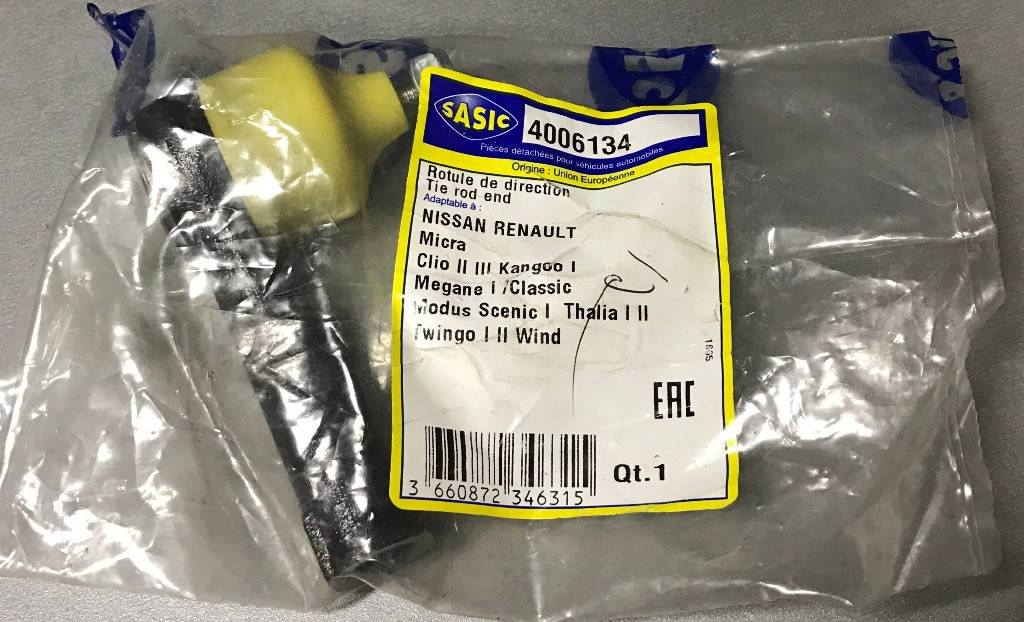 SASIC
4006134
Pièces détachées pour véhicules automobiles
Origine : Union Européenne
Rotule de direction
Tie rod end
Adaptable à :
NISSAN RENAULT
Micra
Clio II III Kangoo I
Megane I /Classic
Modus Scenic I Thalia I II
Twingo I II Wind
EAC
3 660872 346315
Qt.1